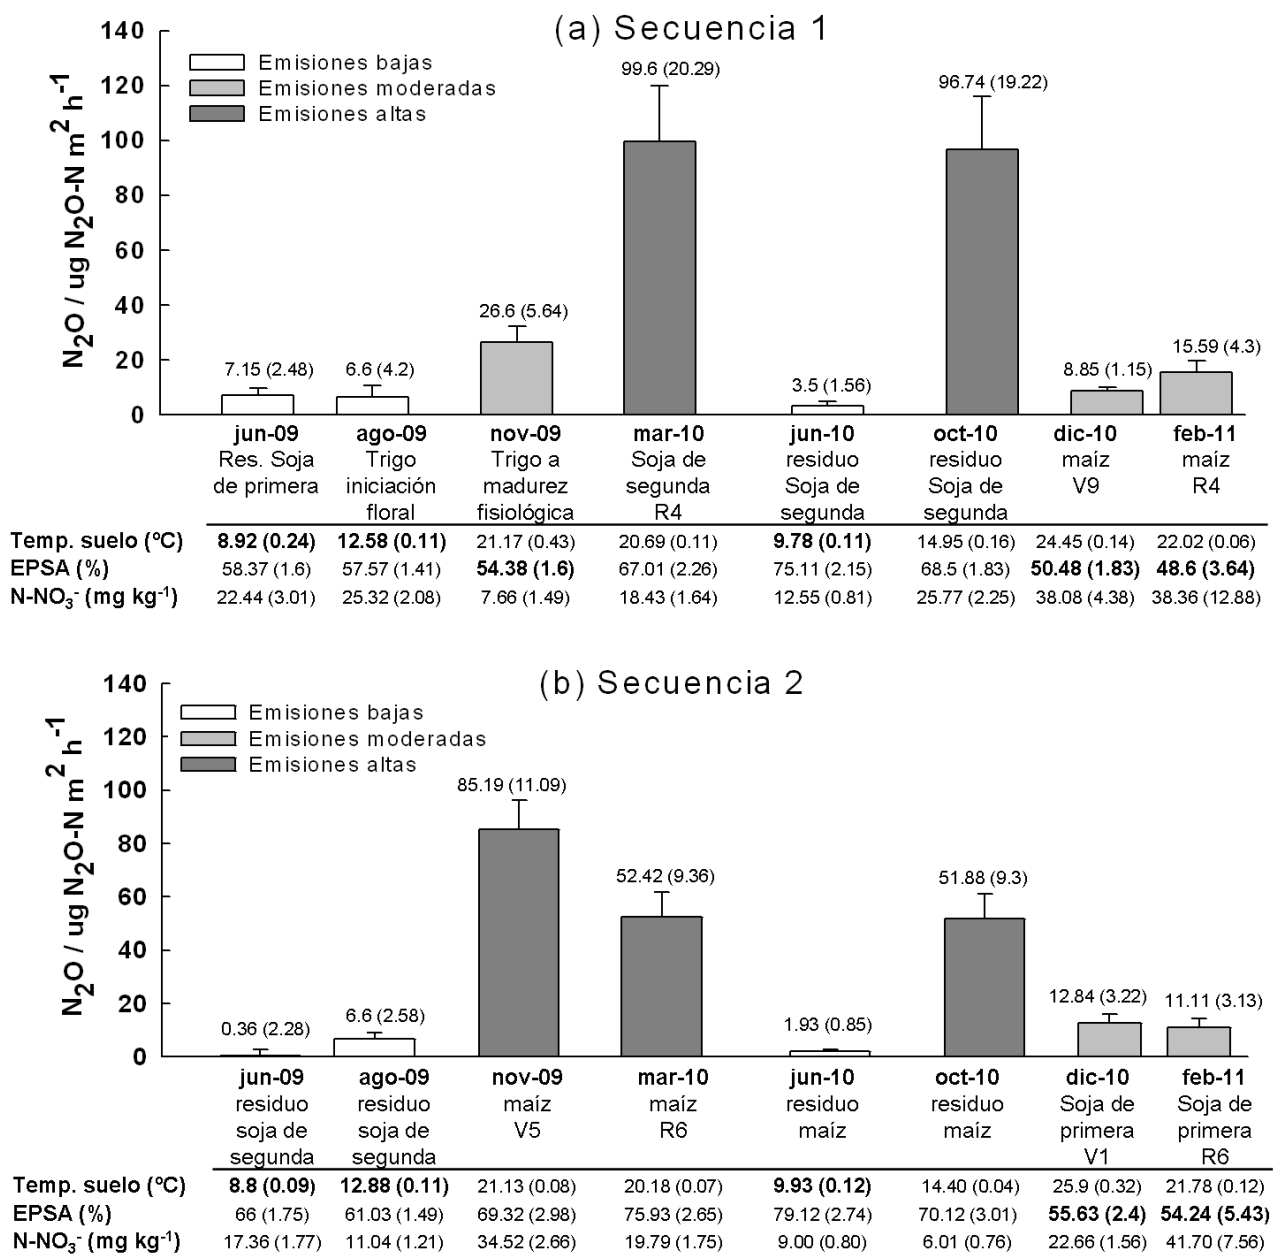 (a) Secuencia 1
N2O / ug N2O-N m2 h-1
140
120
100
80
60
40
20
0
Emisiones bajas
Emisiones moderadas
Emisiones altas
7.15 (2.48) 6.6 (4.2) 26.6 (5.64) 99.6 (20.29) 3.5 (1.56) 96.74 (19.22) 8.85 (1.15) 15.59 (4.3)
jun-09 ago-09 nov-09 mar-10 jun-10 oct-10 dic-10 feb-11
Res. Soja Trigo Trigo a Soja de residuo residuo maíz maíz
de primera iniciación madurez segunda Soja de Soja de V9 R4
floral fisiológica R4 segunda segunda
Temp. suelo (ºC) 8.92 (0.24) 12.58 (0.11) 21.17 (0.43) 20.69 (0.11) 9.78 (0.11) 14.95 (0.16) 24.45 (0.14) 22.02 (0.06)
EPSA (%) 58.37 (1.6) 57.57 (1.41) 54.38 (1.6) 67.01 (2.26) 75.11 (2.15) 68.5 (1.83) 50.48 (1.83) 48.6 (3.64)
N-NO3- (mg kg-1) 22.44 (3.01) 25.32 (2.08) 7.66 (1.49) 18.43 (1.64) 12.55 (0.81) 25.77 (2.25) 38.08 (4.38) 38.36 (12.88)
(b) Secuencia 2
N2O / ug N2O-N m2 h-1
140
120
100
80
60
40
20
0
Emisiones bajas
Emisiones moderadas
Emisiones altas
0.36 (2.28) 6.6 (2.58) 85.19 (11.09) 52.42 (9.36) 1.93 (0.85) 51.88 (9.3) 12.84 (3.22) 11.11 (3.13)
jun-09 ago-09 nov-09 mar-10 jun-10 oct-10 dic-10 feb-11
residuo residuo maíz maíz residuo residuo Soja de Soja de
soja de soja de V5 R6 maíz maíz primera primera
segunda segunda V1 R6
Temp. suelo (ºC) 8.8 (0.09) 12.88 (0.11) 21.13 (0.08) 20.18 (0.07) 9.93 (0.12) 14.40 (0.04) 25.9 (0.32) 21.78 (0.12)
EPSA (%) 66 (1.75) 61.03 (1.49) 69.32 (2.98) 75.93 (2.65) 79.12 (2.74) 70.12 (3.01) 55.63 (2.4) 54.24 (5.43)
N-NO3- (mg kg-1) 17.36 (1.77) 11.04 (1.21) 34.52 (2.66) 19.79 (1.75) 9.00 (0.80) 6.01 (0.76) 22.66 (1.56) 41.70 (7.56)